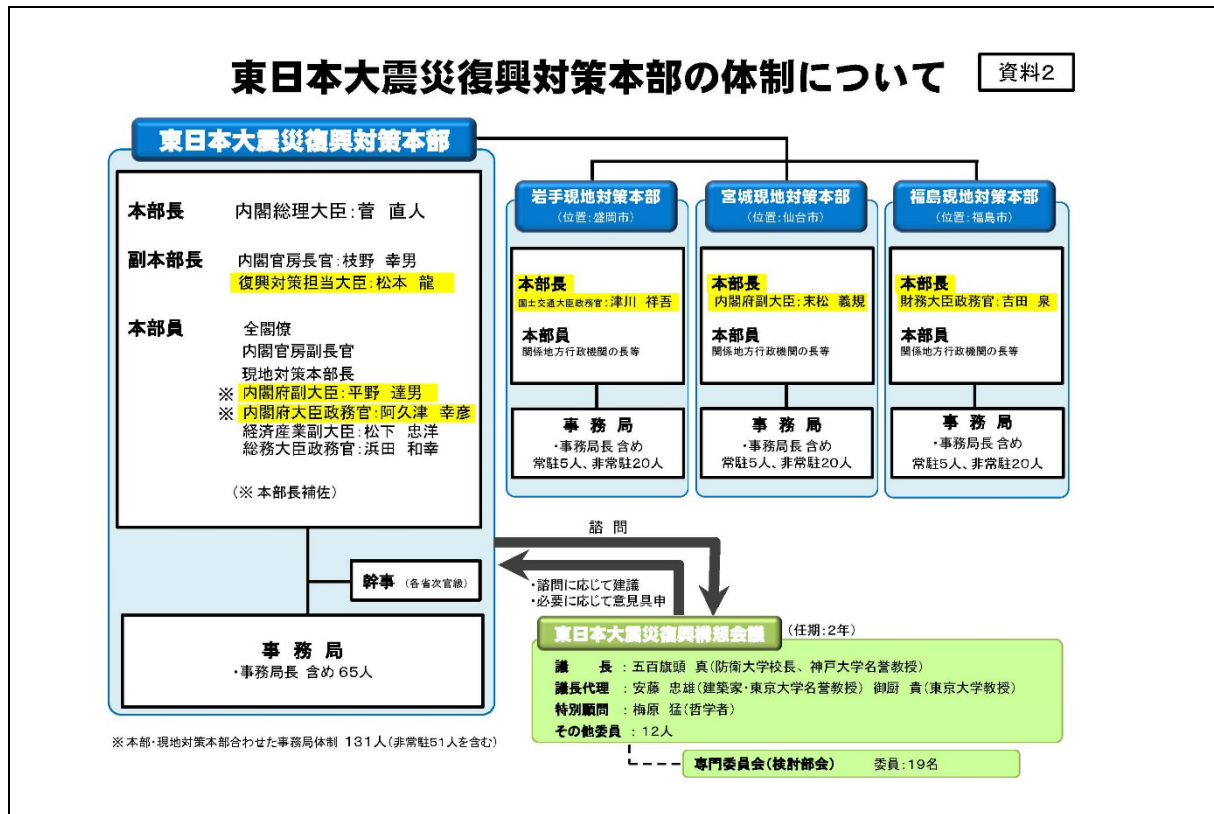 東日本大震災復興対策本部の体制について
資料2
東日本大震災復興対策本部
本部長 内閣総理大臣:菅 直人
副本部長 内閣官房長官:枝野 幸男
復興対策担当大臣:松本 龍
本部員 全閣僚
内閣官房副長官
現地対策本部長
※ 内閣府副大臣:平野 達男
※ 内閣府大臣政務官:阿久津 幸彦
経済産業副大臣:松下 忠洋
総務大臣政務官:浜田 和幸
(※ 本部長補佐)
幹事 (各省次官級)
事 務 局
・事務局長 含め 65人
※ 本部・現地対策本部合わせた事務局体制 131人(非常駐51人を含む)
岩手現地対策本部
(位置:盛岡市)
本部長
国土交通大臣政務官:津川 祥吾
本部員
関係地方行政機関の長等
事 務 局
・事務局長 含め
常駐5人、非常駐20人
宮城現地対策本部
(位置:仙台市)
本部長
内閣府副大臣:末松 義規
本部員
関係地方行政機関の長等
事 務 局
・事務局長 含め
常駐5人、非常駐20人
福島現地対策本部
(位置:福島市)
本部長
財務大臣政務官:吉田 泉
本部員
関係地方行政機関の長等
事 務 局
・事務局長 含め
常駐5人、非常駐20人
諮 問
・諮問に応じて建議
・必要に応じて意見具申
東日本大震災復興構想会議 (任期:2年)
議 長 : 五百旗頭 真(防衛大学校長、神戸大学名誉教授)
議長代理 : 安藤 忠雄(建築家・東京大学名誉教授) 御厨 貴(東京大学教授)
特別顧問 : 梅原 猛(哲学者)
その他委員 : 12人
専門委員会(検討部会) 委員:19名